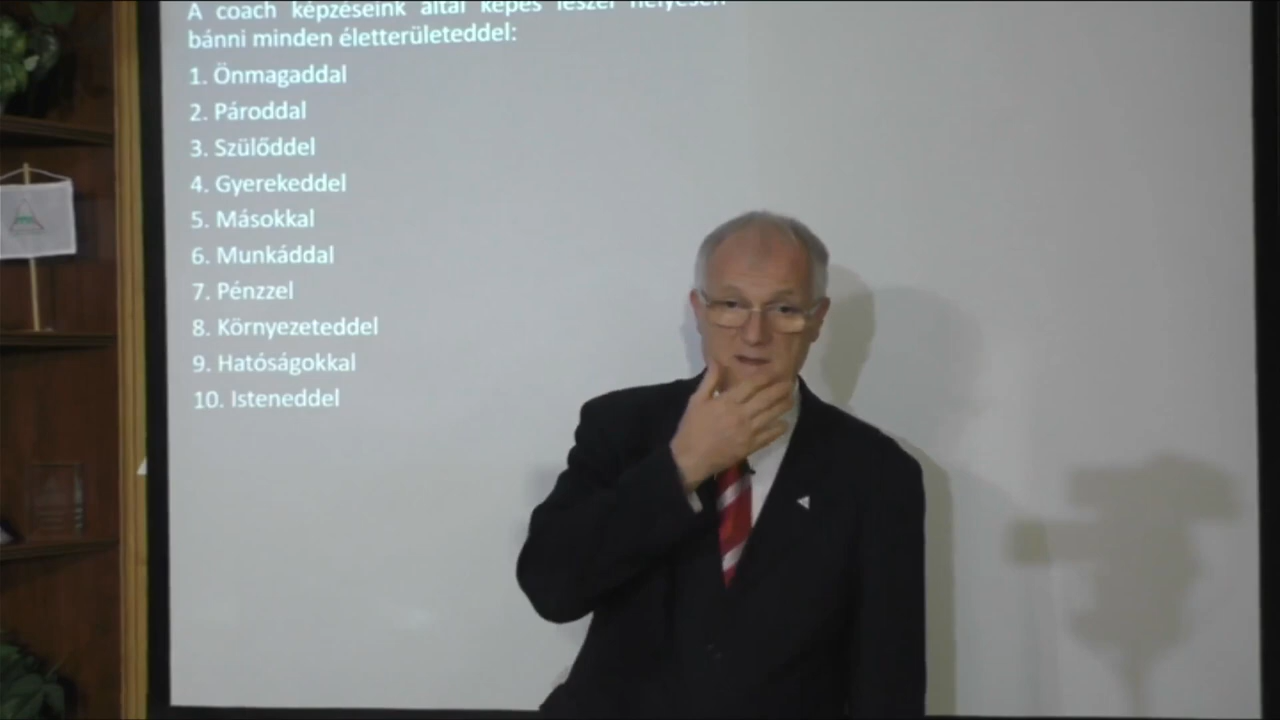 A coach képzéseink által képes leszel helyesen
bánni minden életterületeddel:
1. Önmagaddal
2. Pároddal
3. Szülőddel
4. Gyerekeddel
5. Másokkal
6. Munkáddal
7. Pénzzel
8. Környezeteddel
9. Hatóságokkal
10. Isteneddel